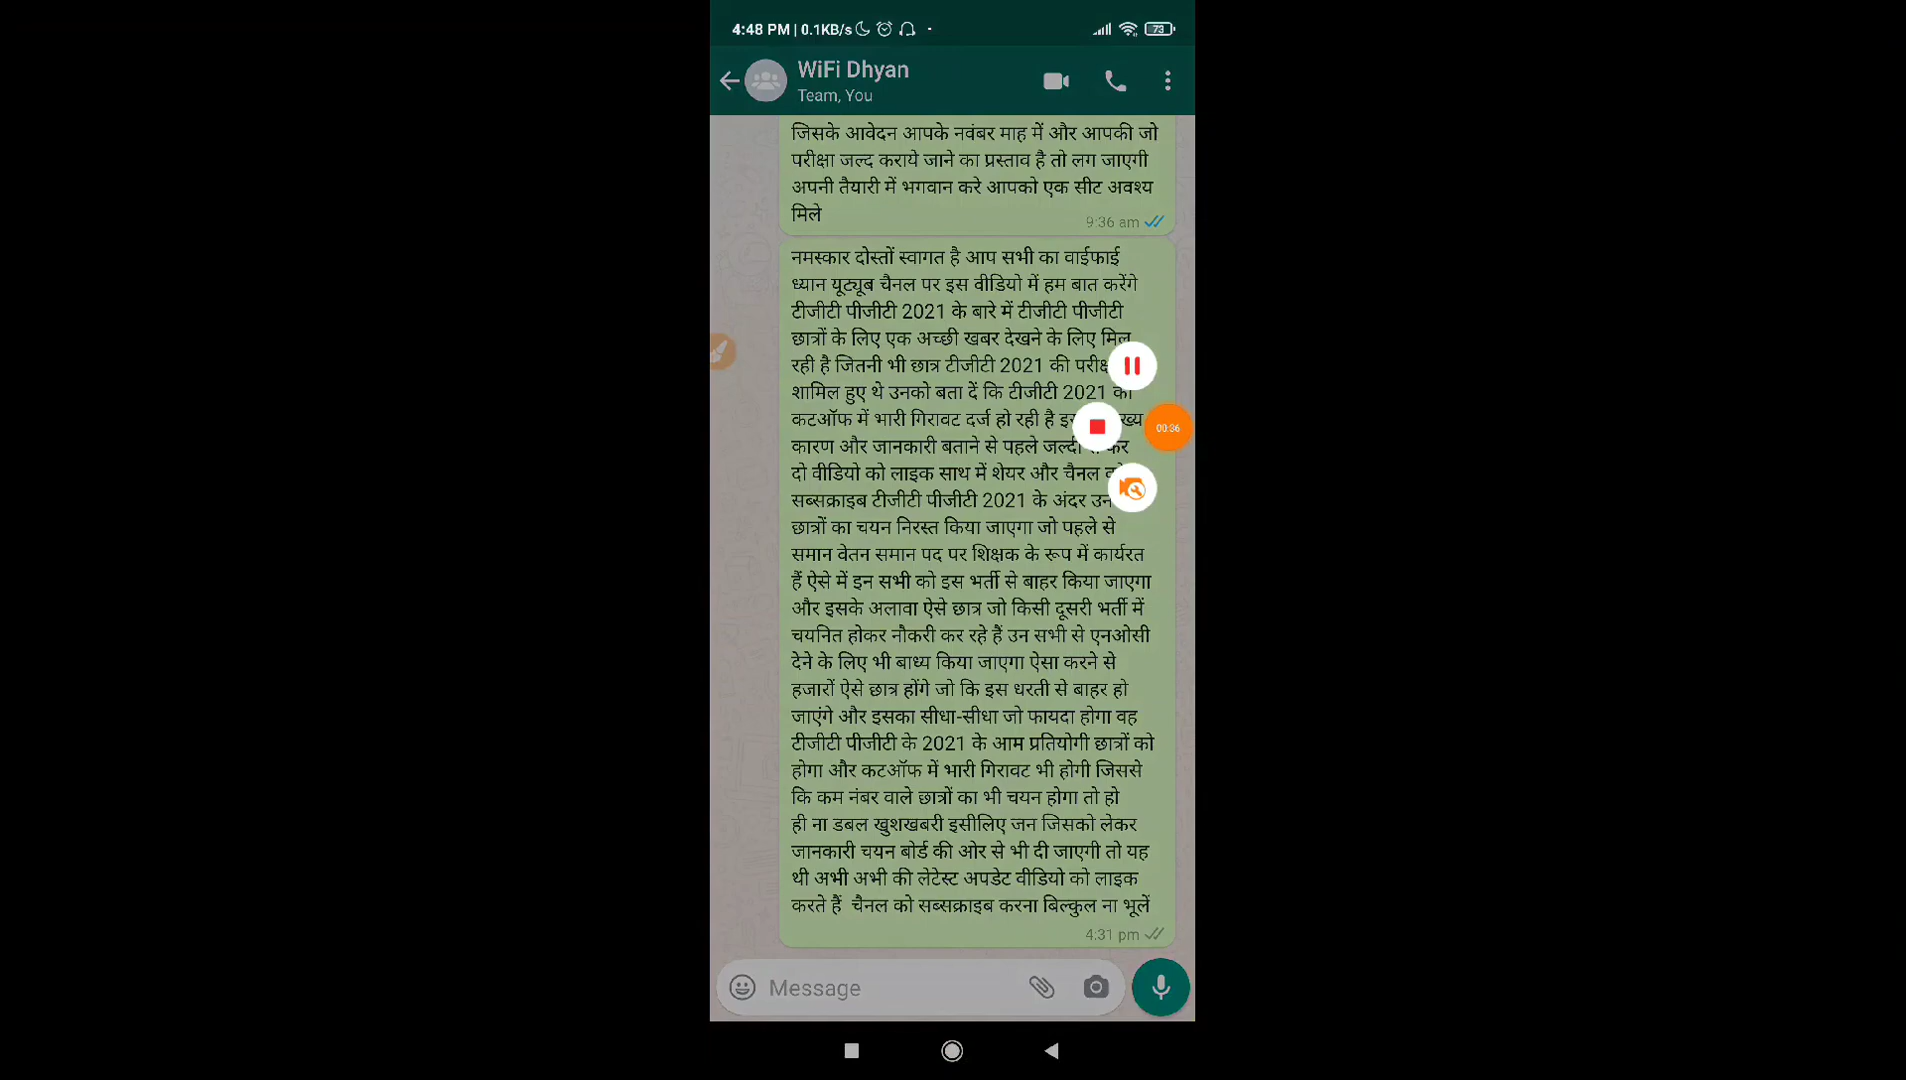 4:48 PM | 0.1KB/s
73
WiFi Dhyan
Team, You
जिसके आवेदन आपके नवंबर माह में और आपकी जो
परीक्षा जल्द कराये जाने का प्रस्ताव है तो लग जाएगी
अपनी तैयारी में भगवान करे आपको एक सीट अवश्य
मिले
9:36 am
नमस्कार दोस्तों स्वागत है आप सभी का वाईफाई
ध्यान यूट्यूब चैनल पर इस वीडियो में हम बात करेंगे
टीजीटी पीजीटी 2021 के बारे में टीजीटी पीजीटी
छात्रों के लिए एक अच्छी खबर देखने के लिए मिल
रही है जितनी भी छात्र टीजीटी 2021 की
शामिल हुए थे उनको बता दें कि टीजीटी 2021
कटऑफ में भारी गिरावट दर्ज हो रही है
कारण और जानकारी बताने से पहले जल्दी कर
दो वीडियो को लाइक साथ में शेयर और चैनल
सब्सक्राइब टीजीटी पीजीटी 2021 के अंदर
छात्रों का चयन निरस्त किया जाएगा जो पहले से
समान वेतन समान पद पर शिक्षक के रूप में कार्यरत
हैं ऐसे में इन सभी को इस भर्ती से बाहर किया जाएगा
और इसके अलावा ऐसे छात्र जो किसी दूसरी भर्ती में
चयनित होकर नौकरी कर रहे हैं उन सभी से एनओसी
देने के लिए भी बाध्य किया जाएगा ऐसा करने से
हजारों ऐसे छात्र होंगे जो कि इस धरती से बाहर हो
जाएंगे और इसका सीधा-सीधा जो फायदा होगा वह
टीजीटी पीजीटी के 2021 के आम प्रतियोगी छात्रों को
होगा और कटऑफ में भारी गिरावट भी होगी जिससे
कि कम नंबर वाले छात्रों का भी चयन होगा तो हो
ही ना डबल खुशखबरी इसीलिए जन जिसको लेकर
जानकारी चयन बोर्ड की ओर से भी दी जाएगी तो यह
थी अभी अभी की लेटेस्ट अपडेट वीडियो को लाइक
करते हैं चैनल को सब्सक्राइब करना बिल्कुल ना भूलें
4:31 pm
00:36
Message